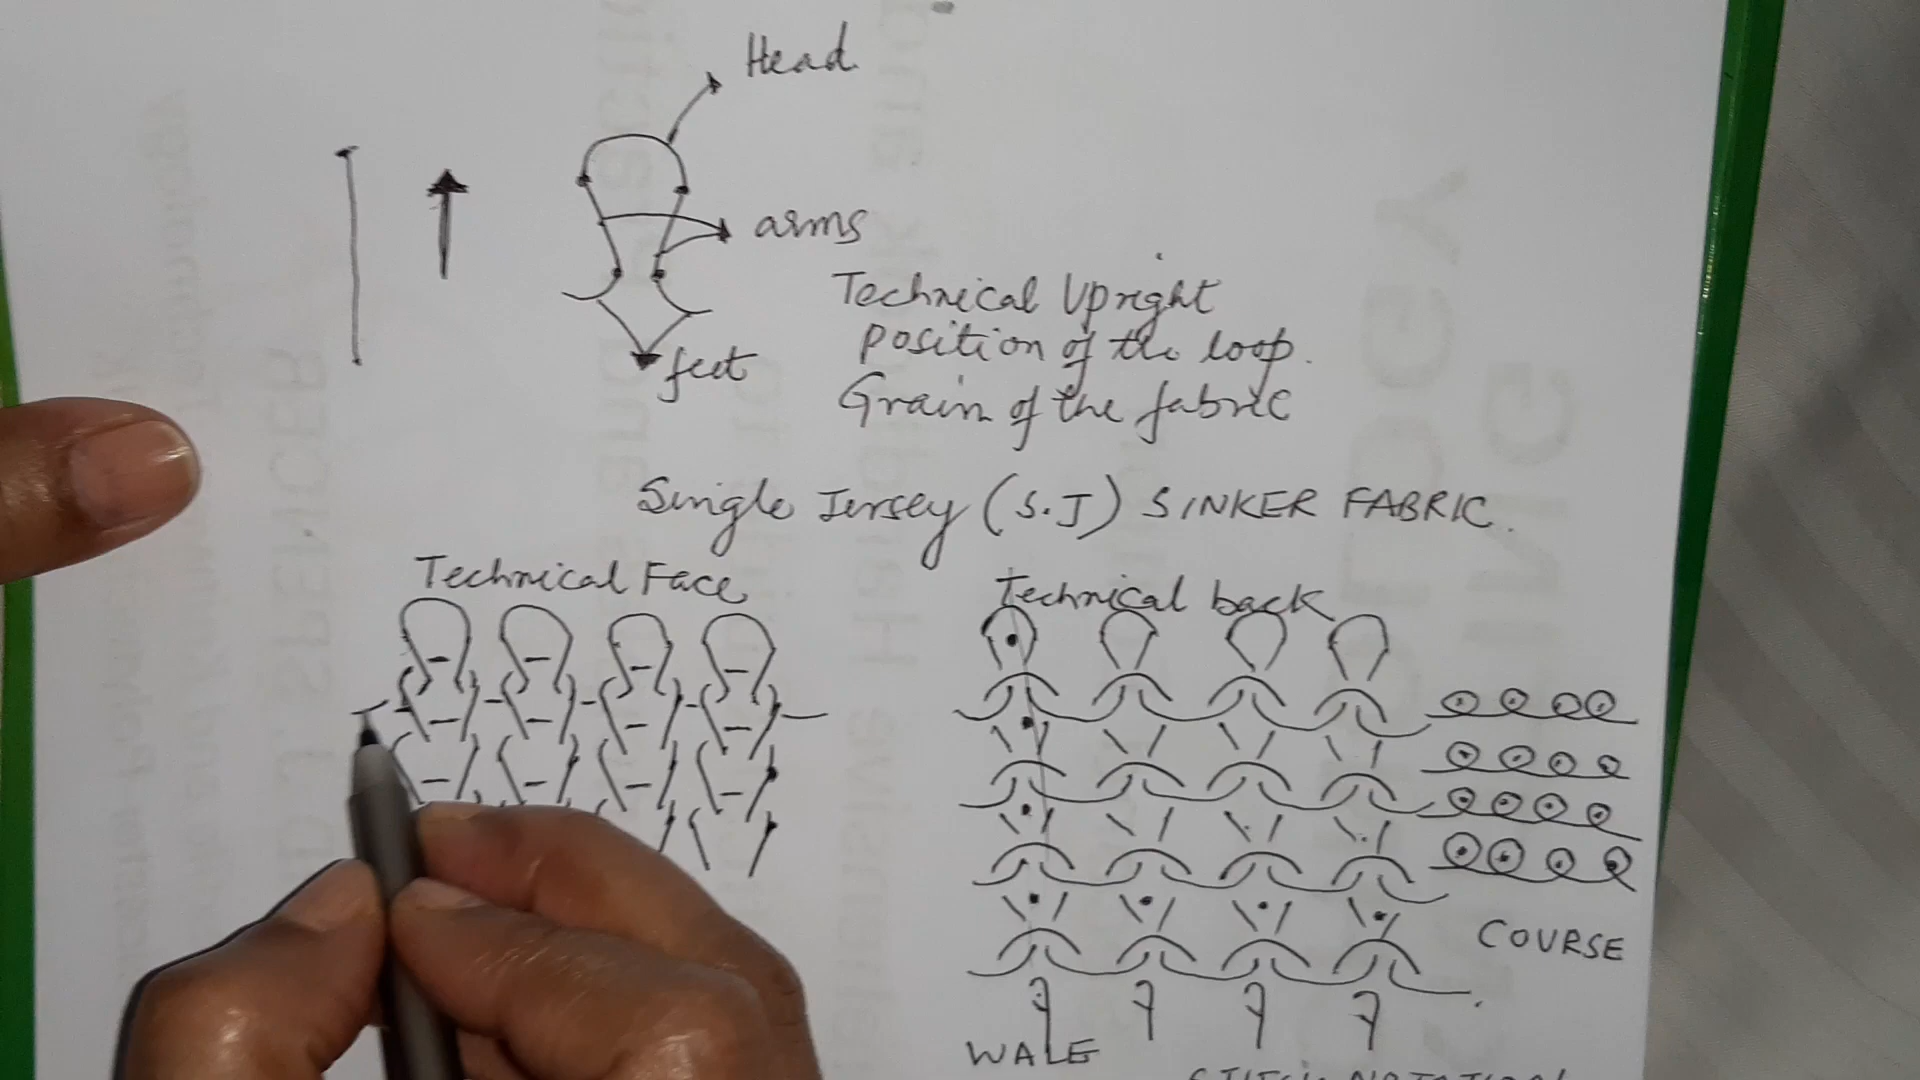 Head
arms
Technical Upright
position of the loop.
feet
Grain of the fabric
Single Jersey (S.J) SINKER FABRIC.
Technical Face
Technical back
COURSE
WALE